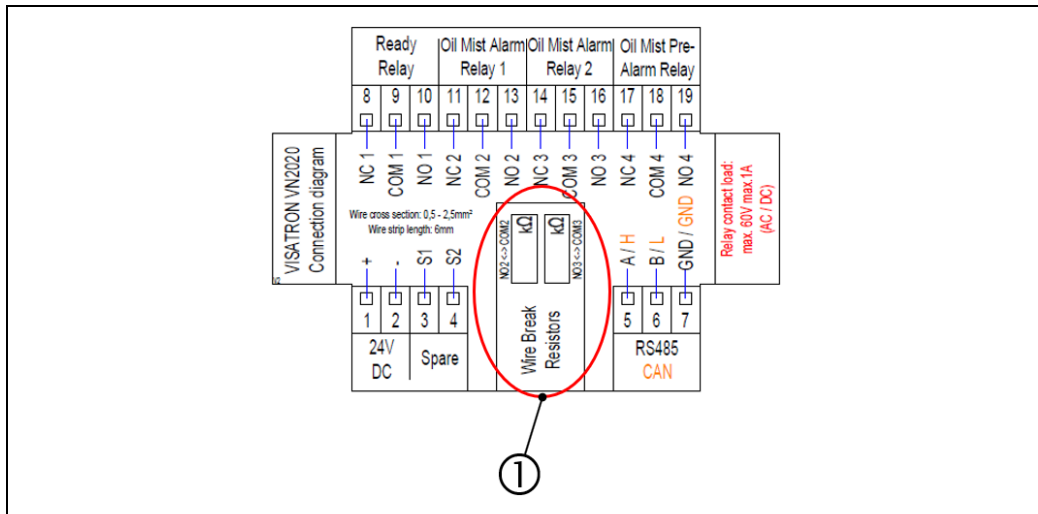 Ready
Relay
Oil Mist Alarm
Relay 1
Oil Mist Alarm
Relay 2
Oil Mist Pre-
Alarm Relay
8 9 10 11 12 13 14 15 16 17 18 19
NC 1
COM 1
NO 1
NC 2
COM 2
NO 2
NC 3
COM 3
NO 3
NC 4
COM 4
NO 4
VISATRON VN2020
Connection diagram
Wire cross section: 0,5 - 2,5mm²
Wire strip length: 6mm
+
-
S1
S2
NO2 <-> COM2
kΩ
kΩ
NO3 <-> COM3
Wire Break
Resistors
A / H
B / L
GND / GND
Relay contact load:
max. 60V max.1A
(AC / DC)
1 2 3 4 5 6 7
24V
DC
Spare
RS485
CAN
1